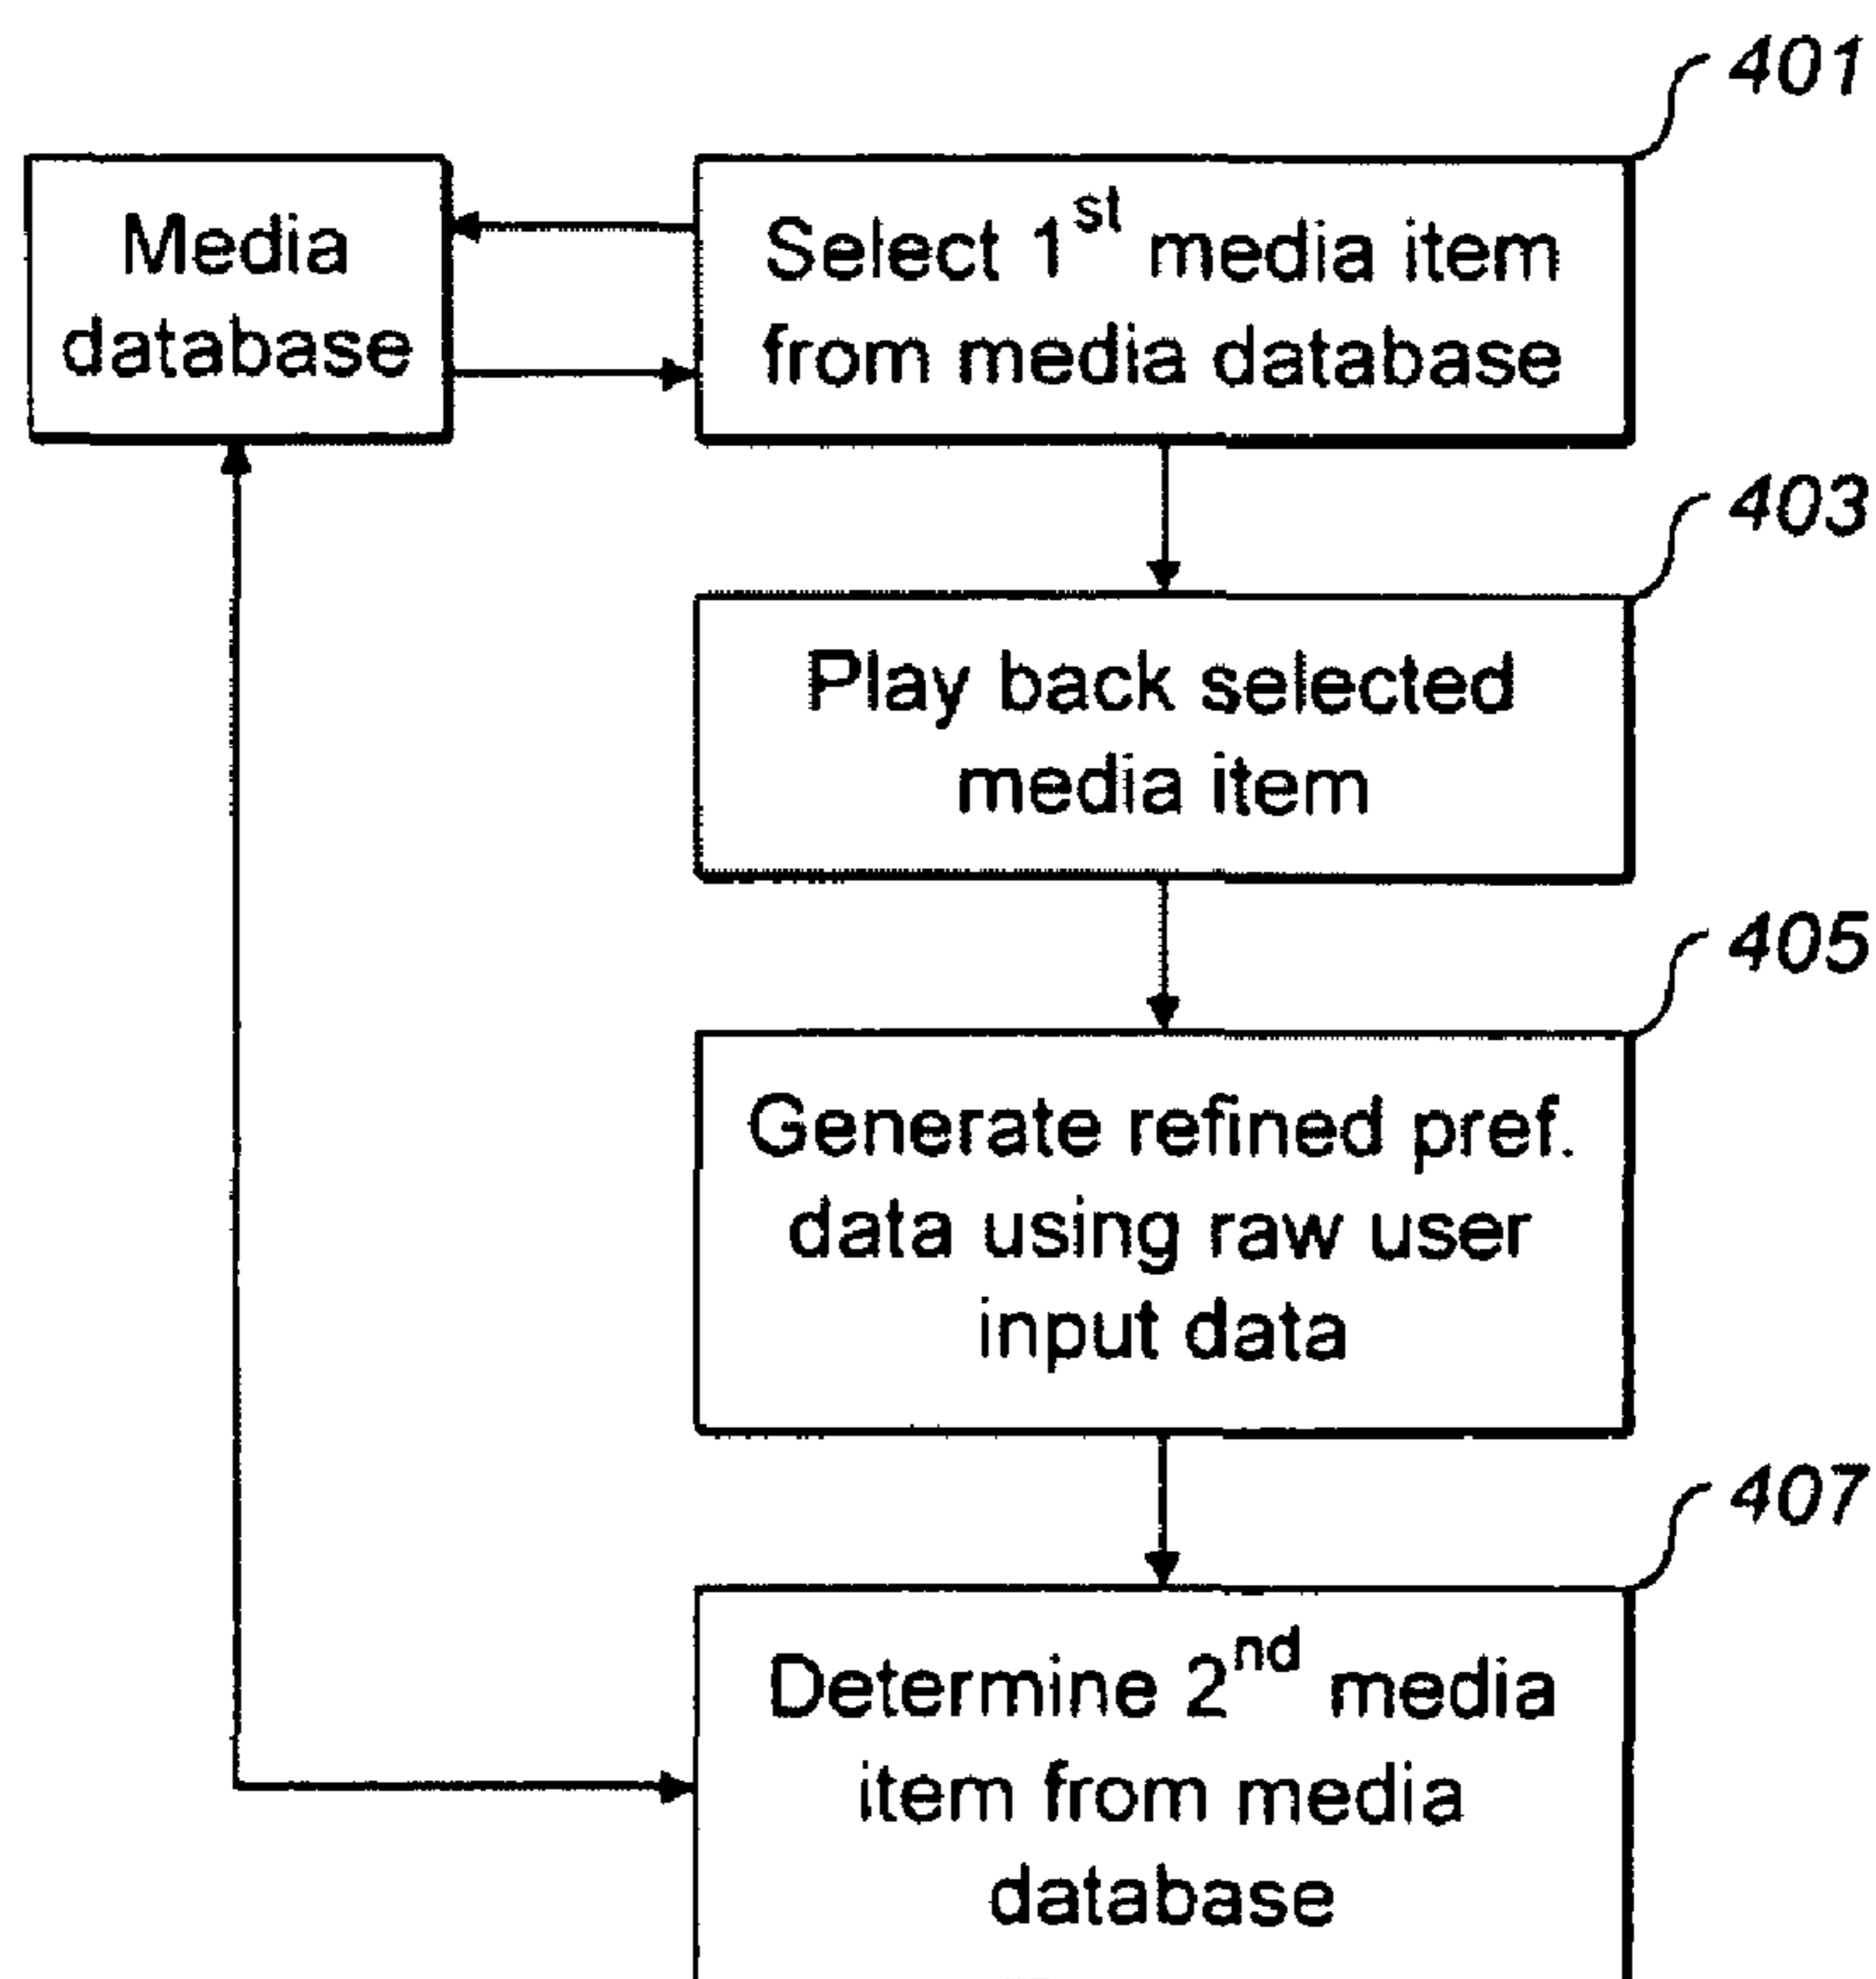 401
Media
database
Select 1st media item
from media database
403
Play back selected
media item
405
Generate refined pref.
data using raw user
input data
407
Determine 2nd media
item from media
database